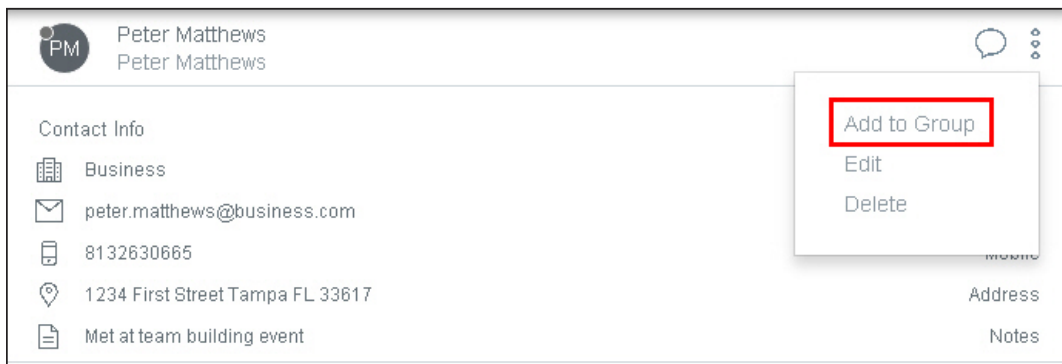 PM
Peter Matthews
Peter Matthews
Contact Info
Add to Group
Edit
Delete
Business
peter.matthews@business.com
8132630665
1234 First Street Tampa FL 33617 Address
Met at team building event Notes